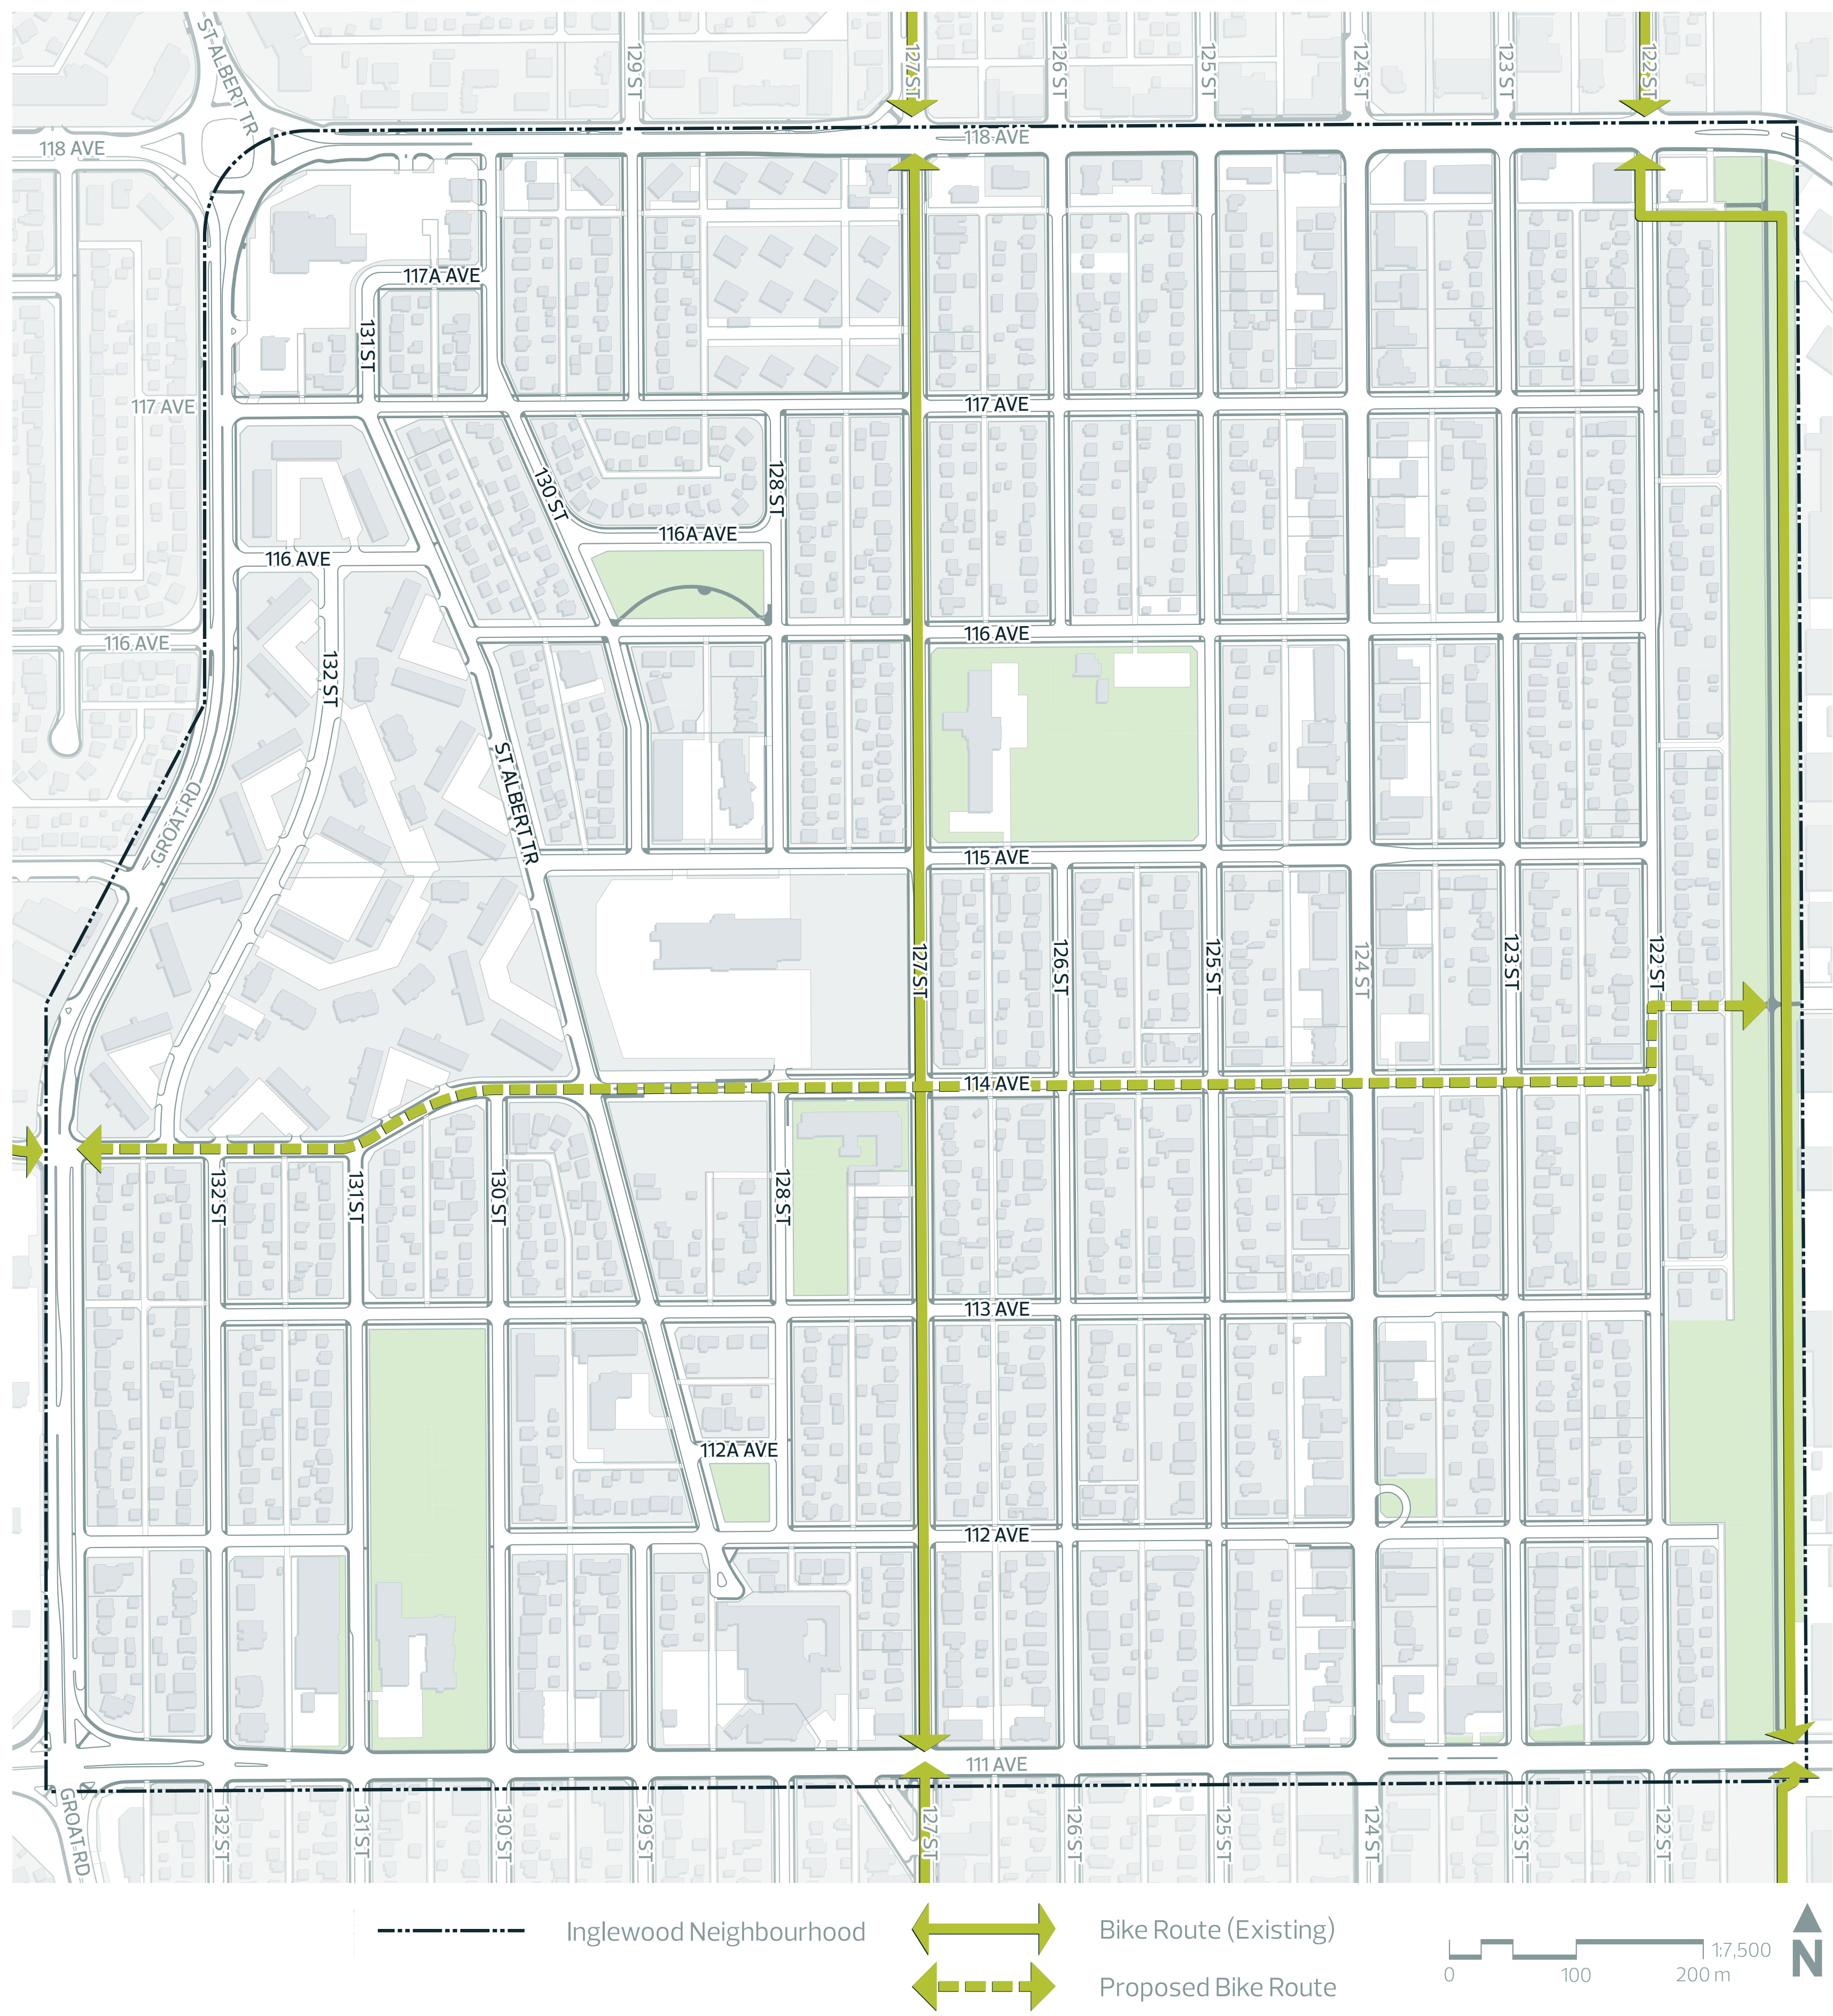 ST ALBERT TR
129 ST
127 ST
126 ST
125 ST
124 ST
123 ST
122 ST
118 AVE
118 AVE
117A AVE
131 ST
117 AVE
117 AVE
130 ST
128 ST
116A AVE
116 AVE
116 AVE
116 AVE
132 ST
ST ALBERT TR
GROAT RD
115 AVE
127 ST
126 ST
125 ST
124 ST
123 ST
122 ST
114 AVE
132 ST
131 ST
130 ST
128 ST
113 AVE
112A AVE
112 AVE
111 AVE
GROAT RD
132 ST
131 ST
130 ST
129 ST
127 ST
126 ST
125 ST
124 ST
123 ST
122 ST
Inglewood Neighbourhood
Bike Route (Existing)
Proposed Bike Route
1:7,500
0 100 200 m
N